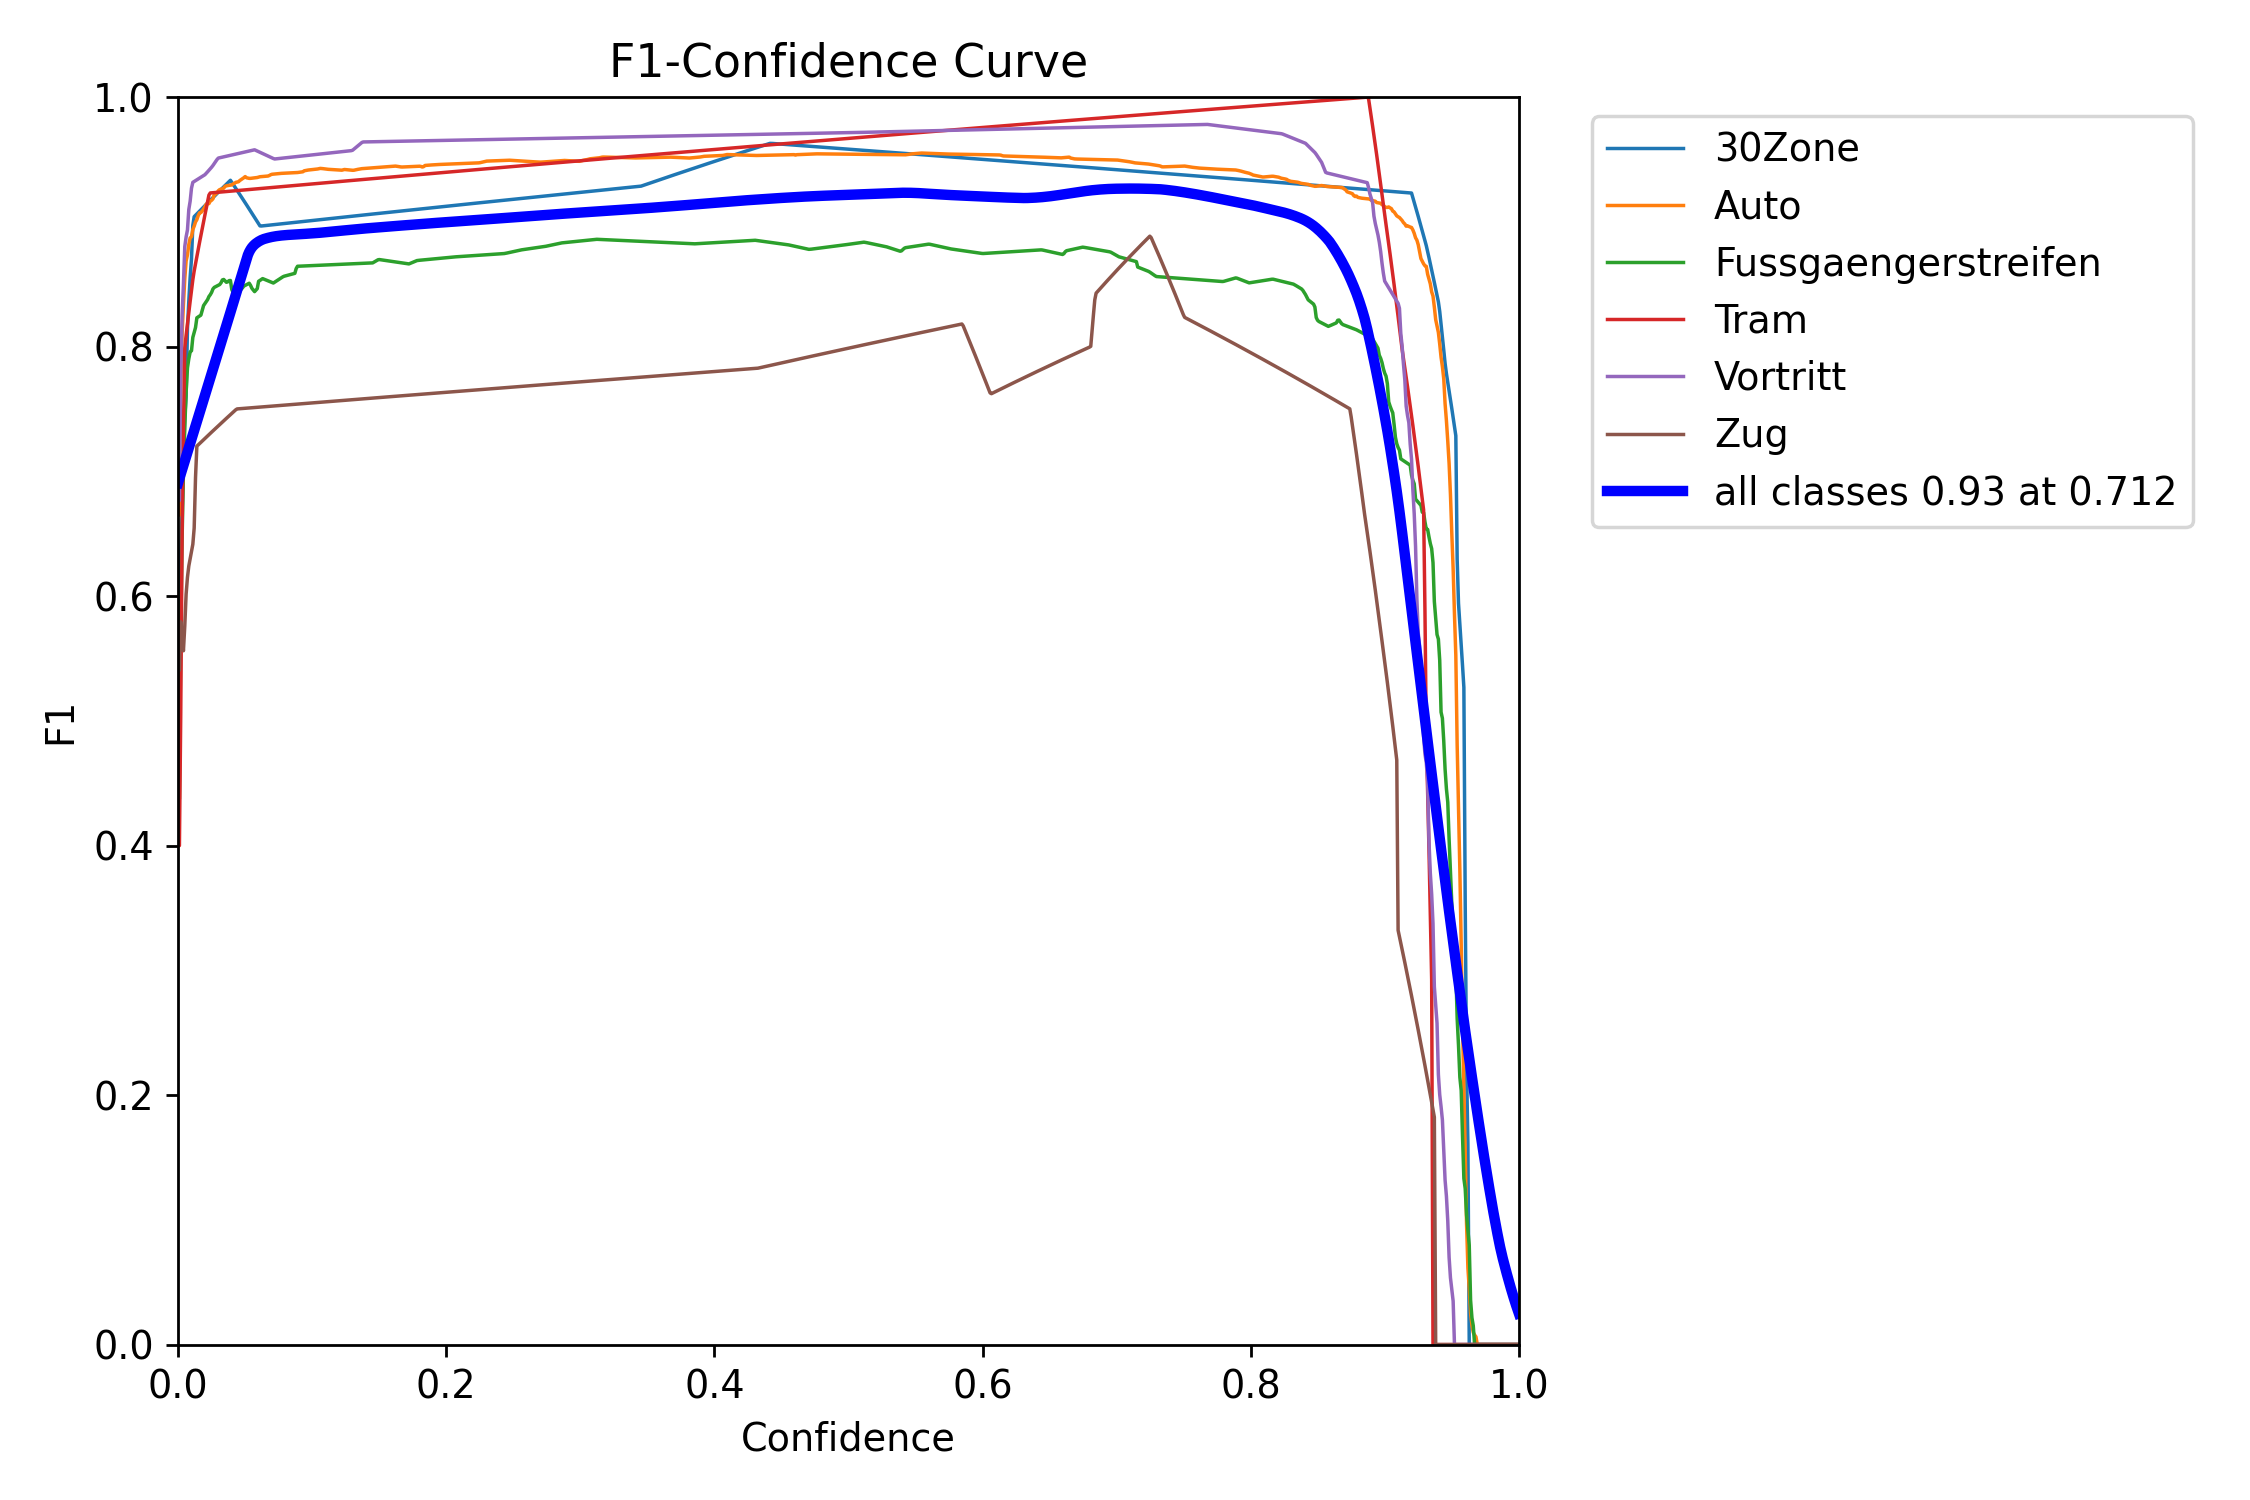 F1-Confidence Curve
1.0
0.8
0.6
0.4
0.2
0.0
F1
0.0 0.2 0.4 0.6 0.8 1.0
Confidence
30Zone
Auto
Fussgaengerstreifen
Tram
Vortritt
Zug
all classes 0.93 at 0.712